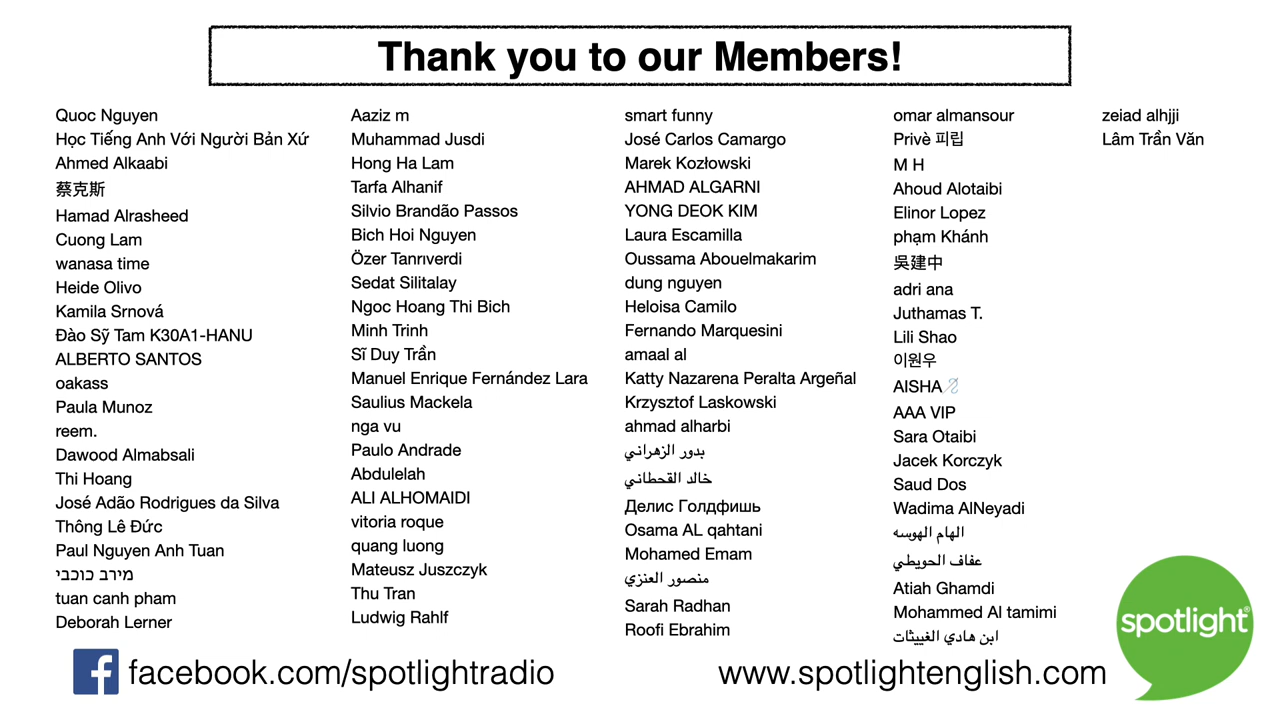 Thank you to our Members!
Quoc Nguyen
Học Tiếng Anh Với Người Bản Xứ
Ahmed Alkaabi
蔡克斯
Hamad Alrasheed
Cuong Lam
wanasa time
Heide Olivo
Kamila Srnová
Đào Sỹ Tam K30A1-HANU
ALBERTO SANTOS
oakass
Paula Munoz
reem.
Dawood Almabsali
Thi Hoang
José Adão Rodrigues da Silva
Thông Lê Đức
Paul Nguyen Anh Tuan
מירב כוכבי
tuan canh pham
Deborah Lerner
Aaziz m
Muhammad Jusdi
Hong Ha Lam
Tarfa Alhanif
Silvio Brandão Passos
Bich Hoi Nguyen
Özer Tanrıverdi
Sedat Silitalay
Ngoc Hoang Thi Bich
Minh Trinh
Sĩ Duy Trần
Manuel Enrique Fernández Lara
Saulius Mackela
nga vu
Paulo Andrade
Abdulelah
ALI ALHOMAIDI
vitoria roque
quang luong
Mateusz Juszczyk
Thu Tran
Ludwig Rahlf
smart funny
José Carlos Camargo
Marek Kozłowski
AHMAD ALGARNI
YONG DEOK KIM
Laura Escamilla
Oussama Abouelmakarim
dung nguyen
Heloisa Camilo
Fernando Marquesini
amaal al
Katty Nazarena Peralta Argeñal
Krzysztof Laskowski
ahmad alharbi
بدور الزهراني
خالد القحطاني
Делис Голдфишь
Osama AL qahtani
Mohamed Emam
منصور العنزي
Sarah Radhan
Roofi Ebrahim
omar almansour
Privè 피립
M H
Ahoud Alotaibi
Elinor Lopez
phạm Khánh
吳建中
adri ana
Juthamas T.
Lili Shao
이원우
AISHA🧷
AAA VIP
Sara Otaibi
Jacek Korczyk
Saud Dos
Wadima AlNeyadi
الهام الهوسه
عفاف الحويطي
Atiah Ghamdi
Mohammed Al tamimi
ابن هادي الغييثات
zeiad alhjji
Lâm Trần Văn
spotlight®
facebook.com/spotlightradio
www.spotlightenglish.com